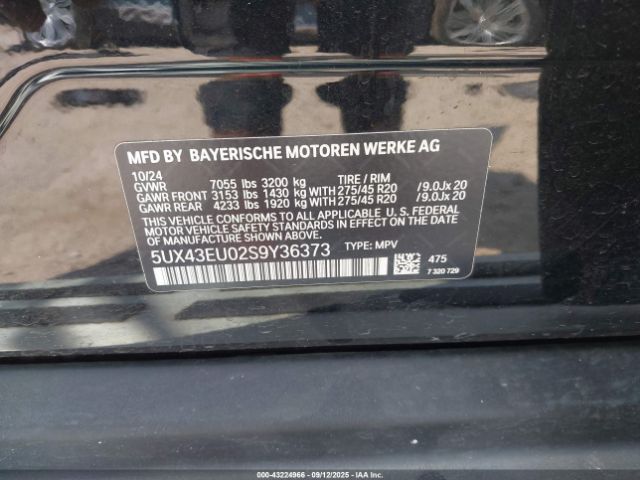 MFD BY BAYERISCHE MOTOREN WERKE AG
10/24
GVWR 7055 lbs 3200 kg TIRE / RIM
GAWR FRONT 3153 lbs 1430 kg WITH 275/45 R20 /9.0Jx 20
GAWR REAR 4233 lbs 1920 kg WITH 275/45 R20 /9.0Jx 20
THIS VEHICLE CONFORMS TO ALL APPLICABLE U. S. FEDERAL
MOTOR VEHICLE SAFETY STANDARDS IN EFFECT ON THE DATE
OF MANUFACTURE SHOWN ABOVE.
5UX43EU02S9Y36373 TYPE: MPV
475
7 320 729
000-43224966 - 09/12/2025 - IAAI.CA